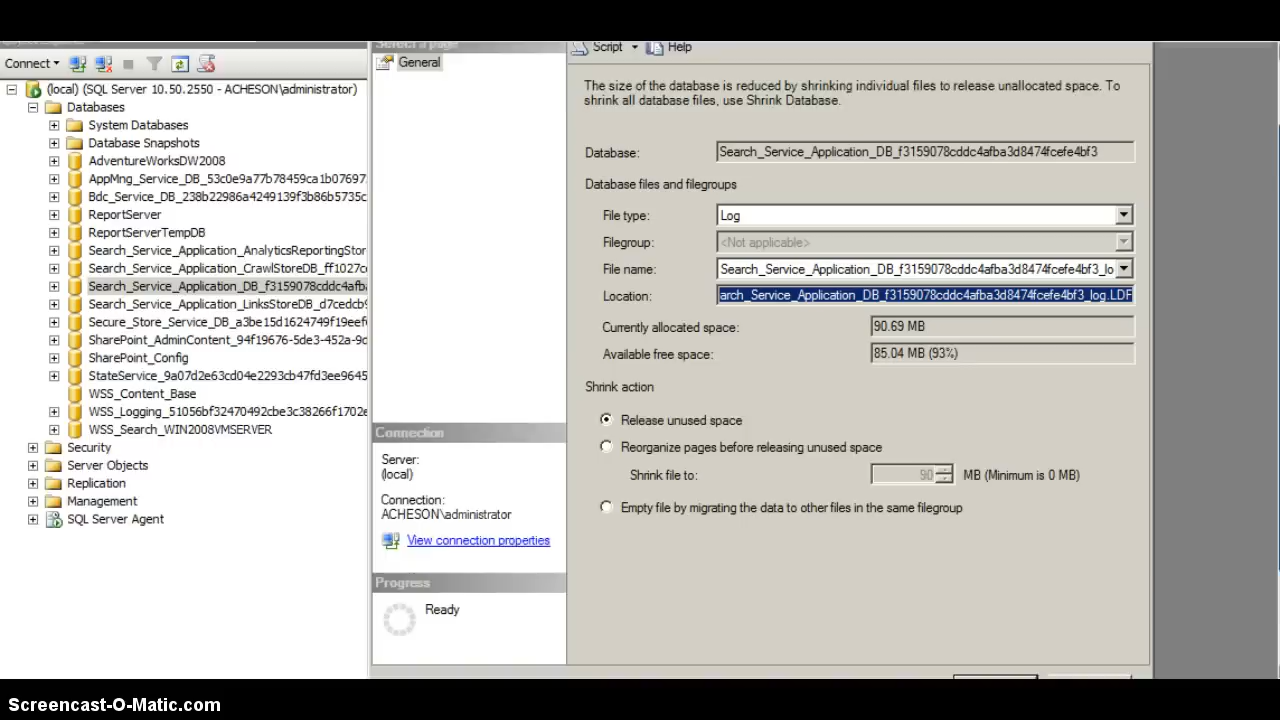 Select a page
Script Help
Connect
General
(local) (SQL Server 10.50.2550 - ACHESON\administrator)
Databases
System Databases
Database Snapshots
AdventureWorksDW2008
AppMng_Service_DB_53c0e9a77b78459ca1b07697
Bdc_Service_DB_238b22986a4249139f3b86b5735c
ReportServer
ReportServerTempDB
Search_Service_Application_AnalyticsReportingStor
Search_Service_Application_CrawlStoreDB_ff1027c
Search_Service_Application_DB_f3159078cddc4afba
Search_Service_Application_LinksStoreDB_d7cedcb9
Secure_Store_Service_DB_a3be15d1624749f19eef
SharePoint_AdminContent_94f19676-5de3-452a-9d
SharePoint_Config
StateService_9a07d2e63cd04e2293cb47fd3ee9645
WSS_Content_Base
WSS_Logging_51056bf32470492cbe3c38266f1702e
WSS_Search_WIN2008VMSERVER
Security
Server Objects
Replication
Management
SQL Server Agent
Connection
Server:
(local)
Connection:
ACHESON\administrator
View connection properties
Progress
Ready
The size of the database is reduced by shrinking individual files to release unallocated space. To
shrink all database files, use Shrink Database.
Database: Search_Service_Application_DB_f3159078cddc4afba3d8474fcefe4bf3
Database files and filegroups
File type: Log
Filegroup: <Not applicable>
File name: Search_Service_Application_DB_f3159078cddc4afba3d8474fcefe4bf3_lo
Location: arch_Service_Application_DB_f3159078cddc4afba3d8474fcefe4bf3_log.LDF
Currently allocated space: 90.69 MB
Available free space: 85.04 MB (93%)
Shrink action
Release unused space
Reorganize pages before releasing unused space
Shrink file to: 90 MB (Minimum is 0 MB)
Empty file by migrating the data to other files in the same filegroup
Screencast-O-Matic.com